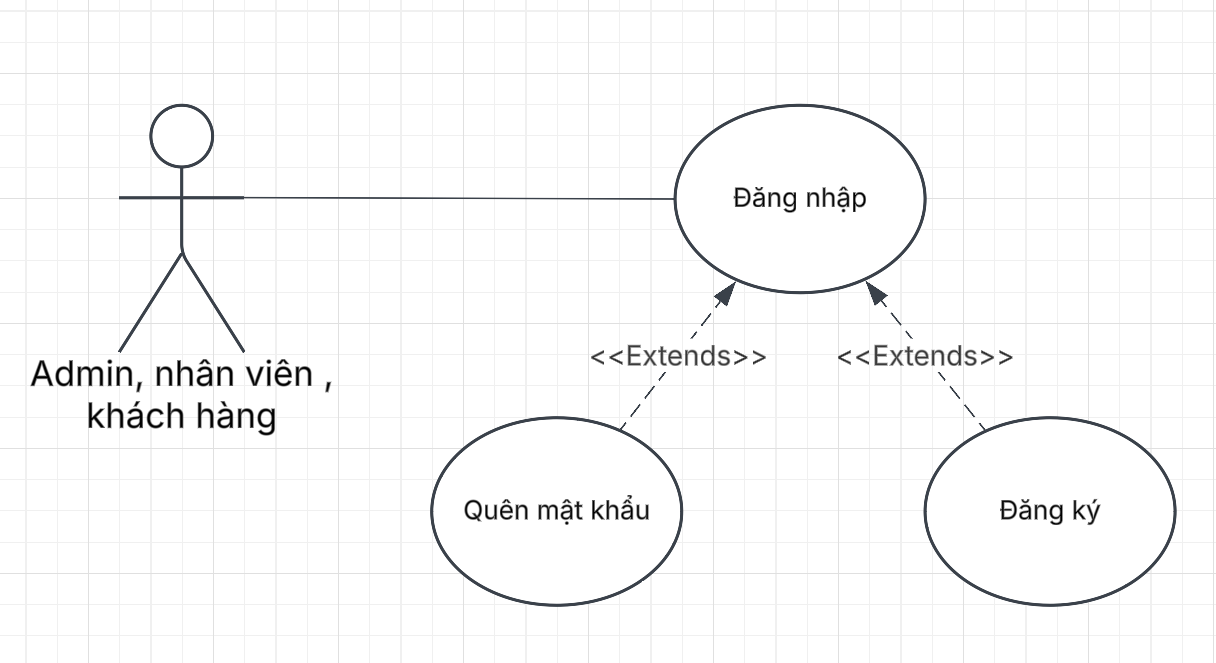 Đăng nhập
<<Extends>>
<<Extends>>
Admin, nhân viên ,
khách hàng
Quên mật khẩu
Đăng ký